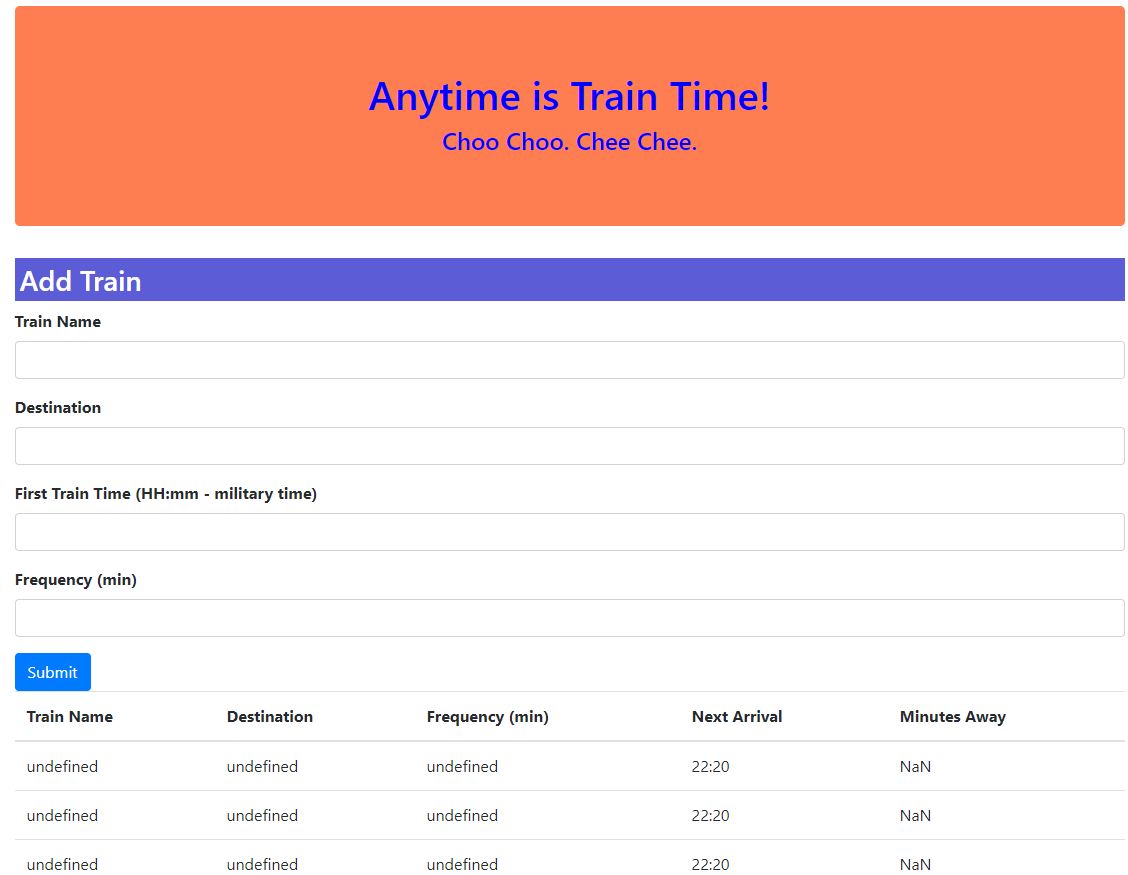 Anytime is Train Time!
Choo Choo. Chee Chee.
Add Train
Train Name
Destination
First Train Time (HH:mm - military time)
Frequency (min)
Submit
Train Name Destination Frequency (min) Next Arrival Minutes Away
undefined undefined undefined 22:20 NaN
undefined undefined undefined 22:20 NaN
undefined undefined undefined 22:20 NaN